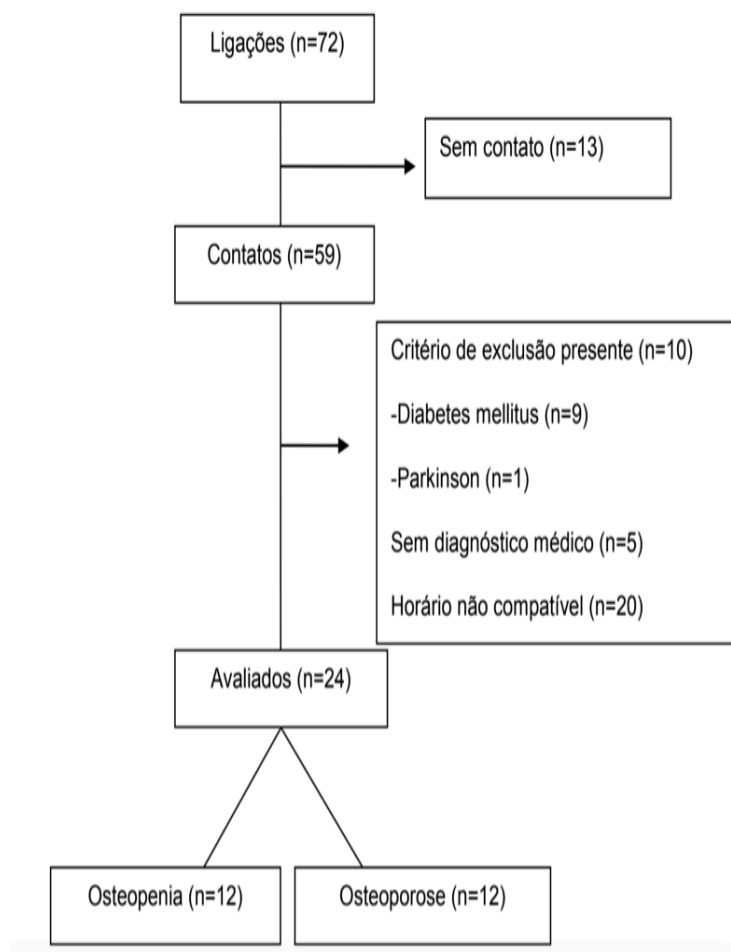 Ligações (n=72)
Sem contato (n=13)
Contatos (n=59)
Critério de exclusão presente (n=10)
-Diabetes mellitus (n=9)
-Parkinson (n=1)
Sem diagnóstico médico (n=5)
Horário não compatível (n=20)
Avaliados (n=24)
Osteopenia (n=12)
Osteoporose (n=12)